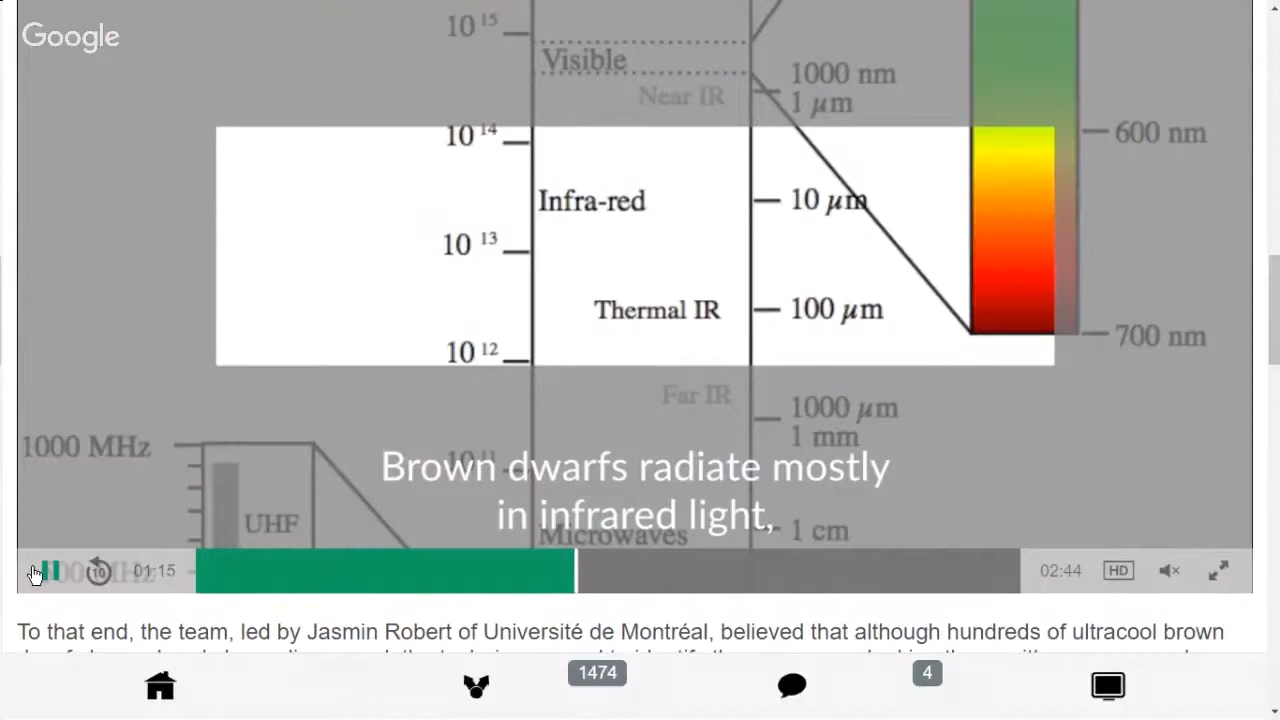 Google
10 15
Visible
1000 nm
Near IR
1 µm
10 14
600 nm
Infra-red
10 µm
10 13
Thermal IR
100 µm
10 12
700 nm
Far IR
1000 µm
1 mm
1000 MHz
Brown dwarfs radiate mostly
in infrared light,
UHF
Microwaves
1 cm
10
01:15
02:44
HD
To that end, the team, led by Jasmin Robert of Université de Montréal, believed that although hundreds of ultracool brown
1474
4